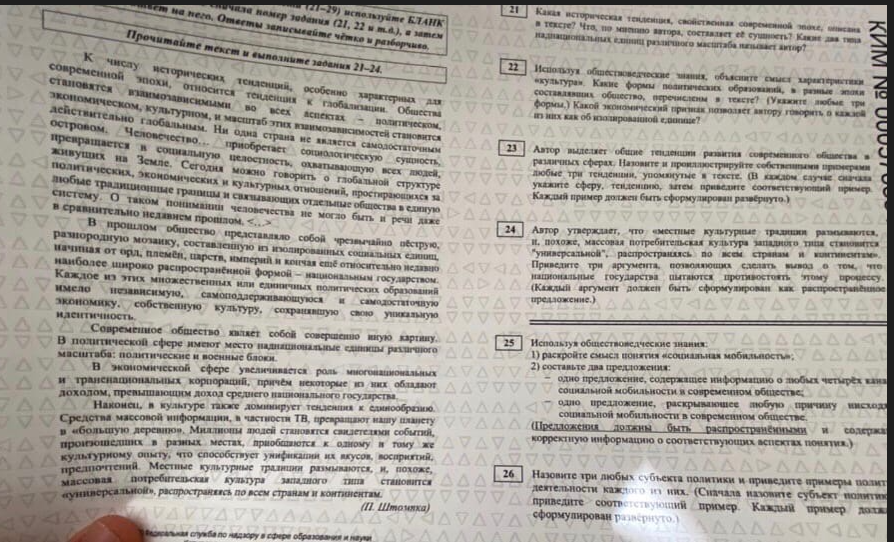 (21–29) используйте БЛАНК
сначала номер задания (21, 22 и т.д.), а затем
ответ на него. Ответы записывайте чётко и разборчиво.
Прочитайте текст и выполните задания 21–24.
К числу исторических тенденций, особенно характерных для
современной эпохи, относится тенденция к глобализации. Общества
становятся взаимозависимыми во всех аспектах – политическом,
экономическом, культурном, и масштаб этих взаимозависимостей становится
действительно глобальным. Ни одна страна не является самодостаточным
островом. Человечество… приобретает социологическую сущность,
превращается в социальную целостность, охватывающую всех людей,
живущих на Земле. Сегодня можно говорить о глобальной структуре
политических, экономических и культурных отношений, простирающихся за
любые традиционные границы и связывающих отдельные общества в единую
систему. О таком понимании человечества не могло быть и речи даже
в сравнительно недавнем прошлом. <…>
В прошлом общество представляло собой чрезвычайно пёструю,
разнородную мозаику, составленную из изолированных социальных единиц,
начиная от орд, племён, царств, империй и кончая ещё относительно недавно
наиболее широко распространённой формой – национальным государством.
Каждое из этих множественных или единичных политических образований
имело независимую, самоподдерживающуюся и самодостаточную
экономику, собственную культуру, сохранявшую свою уникальную
идентичность.
Современное общество являет собой совершенно иную картину.
В политической сфере имеют место наднациональные единицы различного
масштаба: политические и военные блоки.
В экономической сфере увеличивается роль многонациональных
и транснациональных корпораций, причём некоторые из них обладают
доходом, превышающим доход среднего национального государства.
Наконец, в культуре также доминирует тенденция к единообразию.
Средства массовой информации, в частности ТВ, превращают нашу планету
в «большую деревню». Миллионы людей становятся свидетелями событий,
произошедших в разных местах, приобщаются к одному и тому же
культурному опыту, что способствует унификации их вкусов, восприятий,
предпочтений. Местные культурные традиции размываются, и, похоже,
массовая потребительская культура западного типа становится
«универсальной», распространяясь по всем странам и континентам.
(П. Штомпка)
Федеральная служба по надзору в сфере образования и науки
21
Какая историческая тенденция, свойственная современной эпохе, описана
в тексте? Что, по мнению автора, составляет её сущность? Какие два типа
наднациональных единиц различного масштаба называет автор?
22
Используя обществоведческие знания, объясните смысл характеристики
«культура». Какие формы политических образований, в разные эпохи
составлявших общество, перечислены в тексте? (Укажите любые три
формы.) Какой экономический признак позволяет автору говорить о каждой
из них как об изолированной единице?
23
Автор выделяет общие тенденции развития современного общества в
различных сферах. Назовите и проиллюстрируйте собственными примерами
любые три тенденции, упомянутые в тексте. (В каждом случае сначала
укажите сферу, тенденцию, затем приведите соответствующий пример.
Каждый пример должен быть сформулирован развёрнуто.)
24
Автор утверждает, что «местные культурные традиции размываются,
и, похоже, массовая потребительская культура западного типа становится
"универсальной", распространяясь по всем странам и континентам».
Приведите три аргумента, позволяющих сделать вывод о том, что
национальные государства пытаются противостоять этому процессу.
(Каждый аргумент должен быть сформулирован как распространённое
предложение.)
25
Используя обществоведческие знания:
1) раскройте смысл понятия «социальная мобильность»;
2) составьте два предложения:
– одно предложение, содержащее информацию о любых четырёх кана
социальной мобильности в современном обществе;
– одно предложение, раскрывающее любую причину нисход
социальной мобильности в современном обществе.
(Предложения должны быть распространёнными и содержа
корректную информацию о соответствующих аспектах понятия.)
26
Назовите три любых субъекта политики и приведите примеры полит
деятельности каждого из них. (Сначала назовите субъект политик
приведите соответствующий пример. Каждый пример долж
сформулирован развёрнуто.)
КИМ №